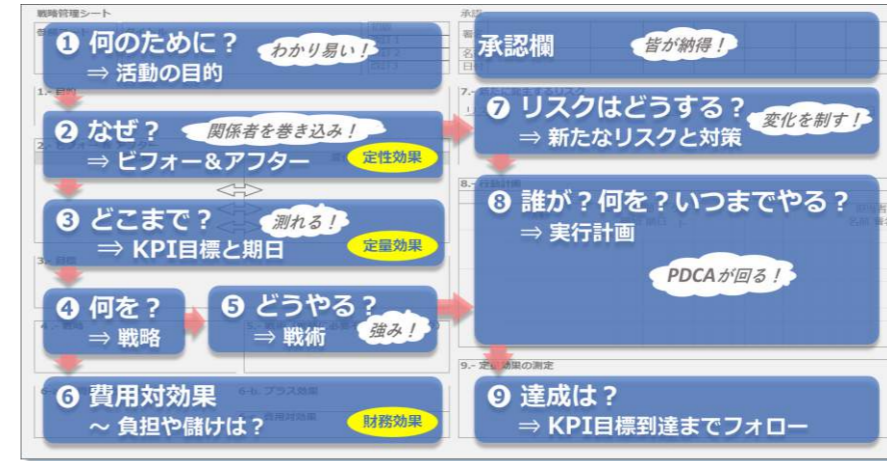 戦略管理シート
❶ 何のために？
わかり易い！
⇒ 活動の目的
❷ なぜ？
関係者を巻き込み！
⇒ ビフォー＆アフター
定性効果
❸ どこまで？
測れる！
⇒ KPI目標と期日
定量効果
❹ 何を？
⇒ 戦略
❺ どうやる？
⇒ 戦術
強み！
6-b. プラス効果
❻ 費用対効果
～ 負担や儲けは？
財務効果
承認
承認欄
皆が納得！
❼ リスクはどうする？
変化を制す！
⇒ 新たなリスクと対策
❽ 誰が？何を？いつまでやる？
⇒ 実行計画
PDCAが回る！
9.- 定量効果の測定
❾ 達成は？
⇒ KPI目標到達までフォロー